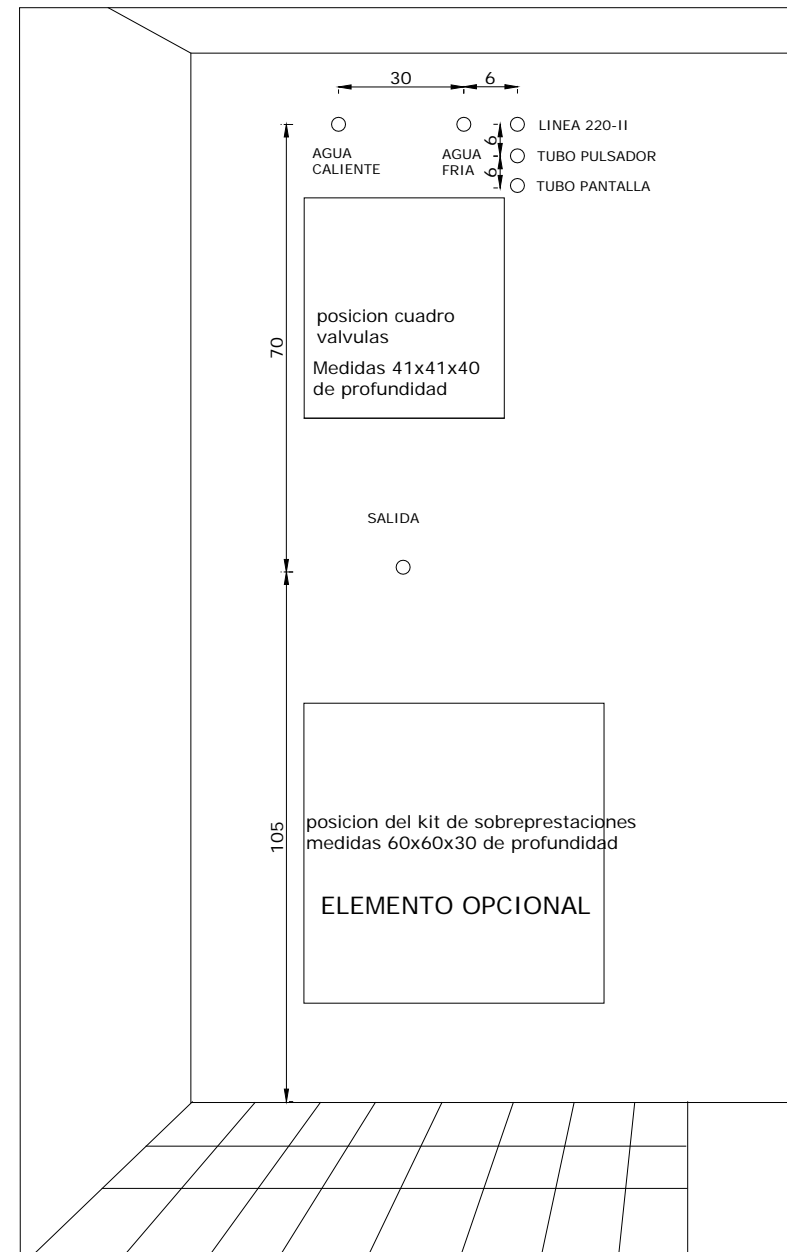 30
6
LINEA 220-II
6
AGUA
CALIENTE
AGUA
FRIA
TUBO PULSADOR
6
TUBO PANTALLA
posicion cuadro
valvulas
70
Medidas 41x41x40
de profundidad
SALIDA
105
posicion del kit de sobreprestaciones
medidas 60x60x30 de profundidad
ELEMENTO OPCIONAL